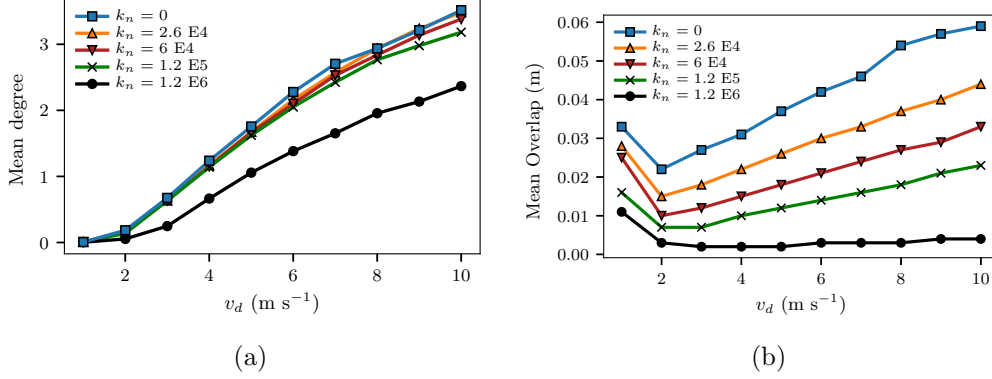 Mean degree
3
2
1
0
k_n = 0
k_n = 2.6 E4
k_n = 6 E4
k_n = 1.2 E5
k_n = 1.2 E6
2 4 6 8 10
v_d (m s⁻¹)
(a)
Mean Overlap (m)
0.06
0.05
0.04
0.03
0.02
0.01
0.00
k_n = 0
k_n = 2.6 E4
k_n = 6 E4
k_n = 1.2 E5
k_n = 1.2 E6
2 4 6 8 10
v_d (m s⁻¹)
(b)